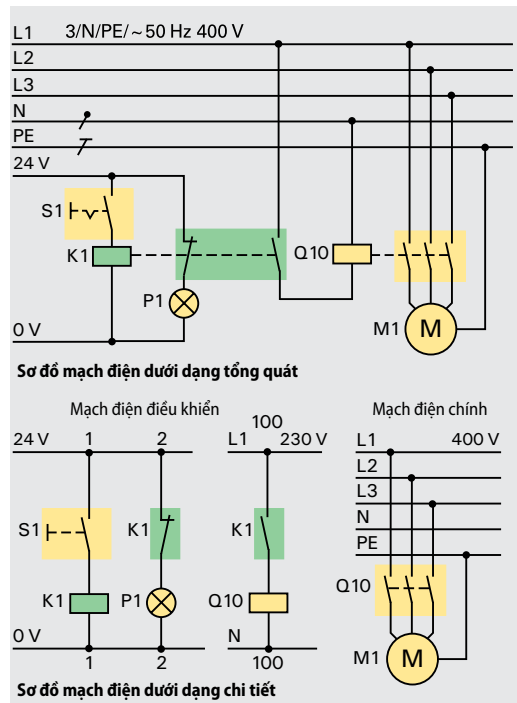 L1 3/N/PE/~50 Hz 400 V
L2
L3
N
PE
24 V
S1
K1
Q10
P1
M1 M
0 V
Sơ đồ mạch điện dưới dạng tổng quát
Mạch điện điều khiển
Mạch điện chính
24 V 1 2
100
L1 230 V
L1 400 V
L2
L3
N
PE
S1
K1
K1
Q10
K1
P1
Q10
M1 M
0 V
N
1 2
100
Sơ đồ mạch điện dưới dạng chi tiết